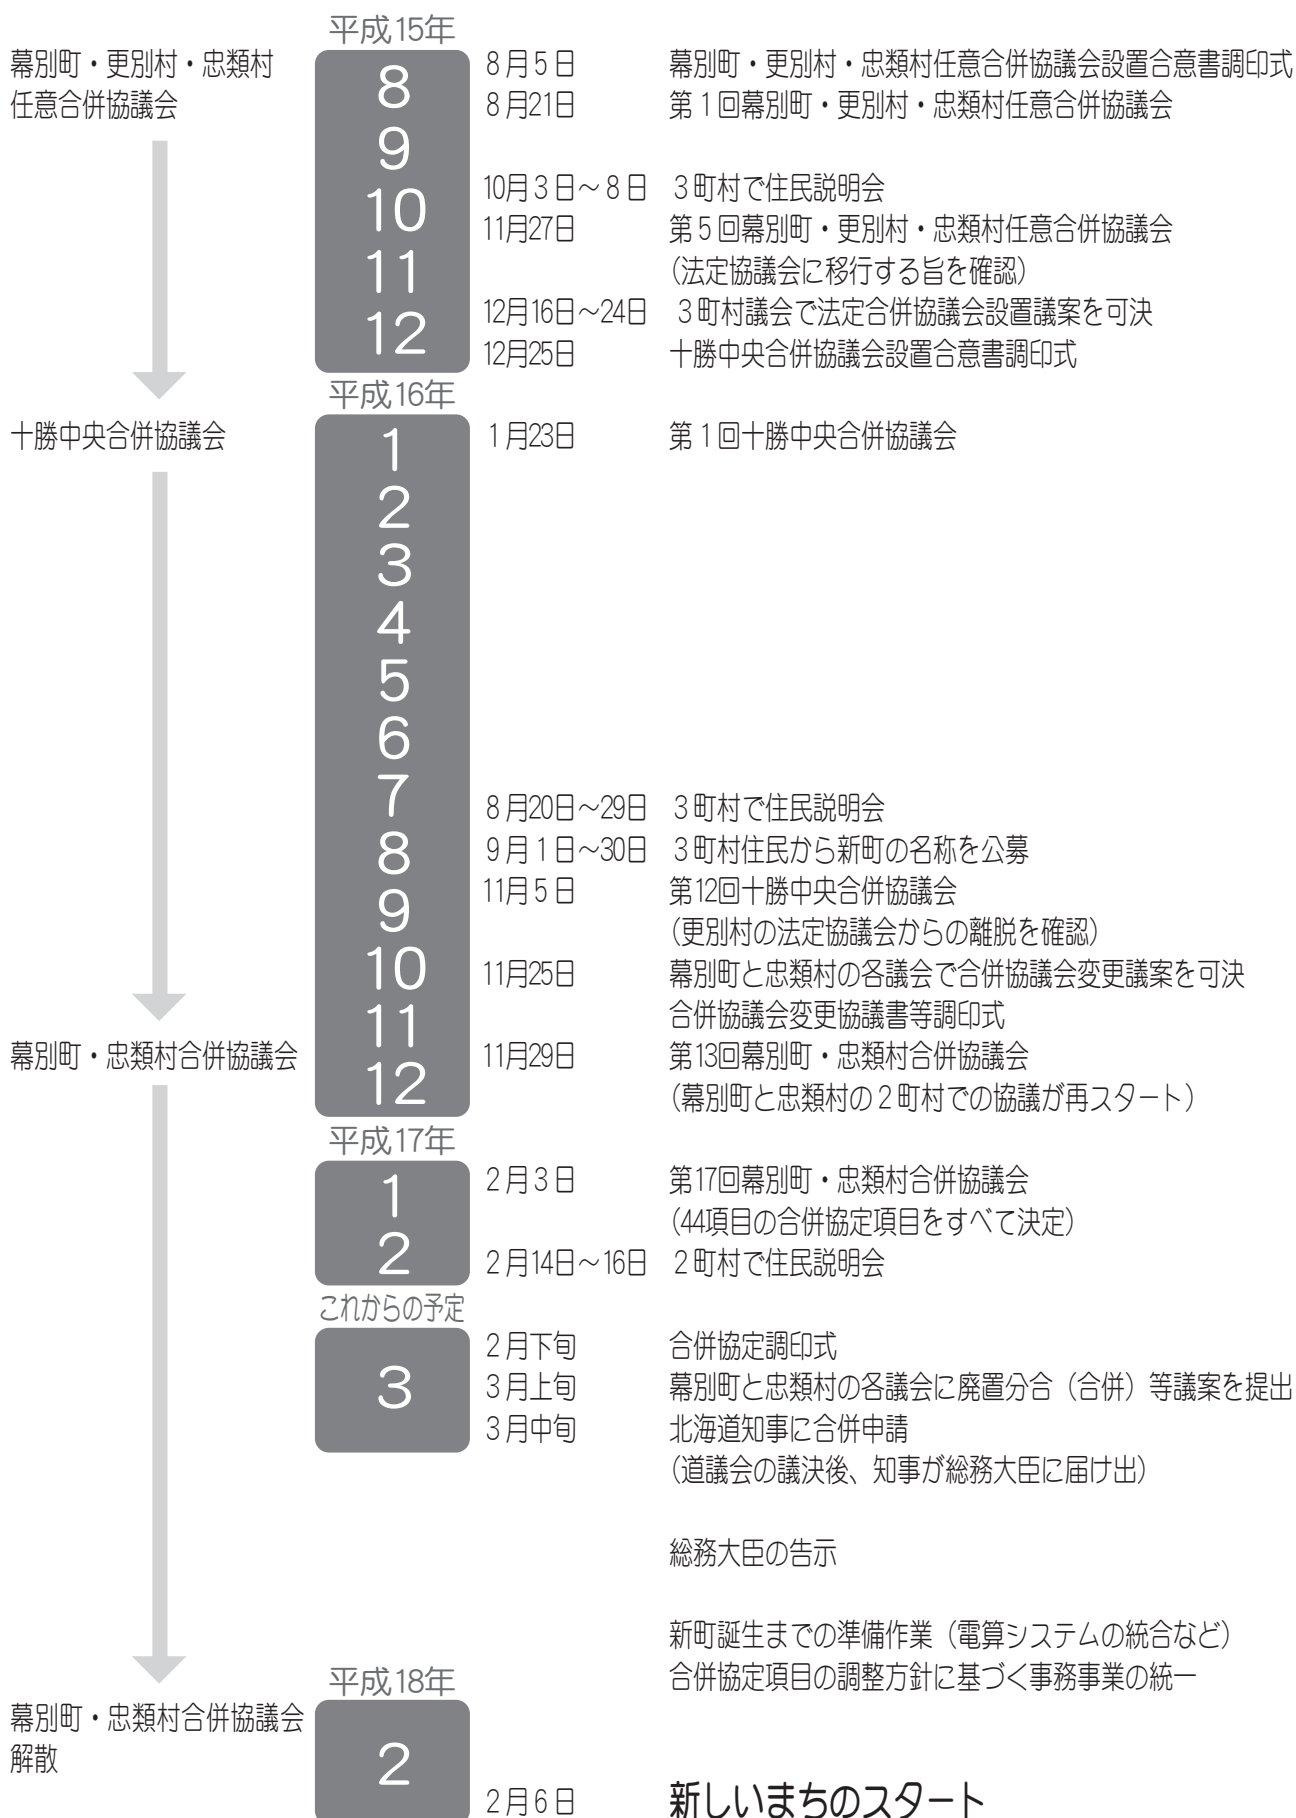 平成15年
幕別町・更別村・忠類村
任意合併協議会
8
9
10
11
12
8月5日 幕別町・更別村・忠類村任意合併協議会設置合意書調印式
8月21日 第1回幕別町・更別村・忠類村任意合併協議会
10月3日～8日 3町村で住民説明会
11月27日 第5回幕別町・更別村・忠類村任意合併協議会
（法定協議会に移行する旨を確認）
12月16日～24日 3町村議会で法定合併協議会設置議案を可決
12月25日 十勝中央合併協議会設置合意書調印式
平成16年
十勝中央合併協議会
1
2
3
4
5
6
7
8
9
10
11
12
1月23日 第1回十勝中央合併協議会
8月20日～29日 3町村で住民説明会
9月1日～30日 3町村住民から新町の名称を公募
11月5日 第12回十勝中央合併協議会
（更別村の法定協議会からの離脱を確認）
11月25日 幕別町と忠類村の各議会で合併協議会変更議案を可決
合併協議会変更協議書等調印式
幕別町・忠類村合併協議会
11月29日 第13回幕別町・忠類村合併協議会
（幕別町と忠類村の2町村での協議が再スタート）
平成17年
1
2
2月3日 第17回幕別町・忠類村合併協議会
（44項目の合併協定項目をすべて決定）
2月14日～16日 2町村で住民説明会
これからの予定
3
2月下旬 合併協定調印式
3月上旬 幕別町と忠類村の各議会に廃置分合（合併）等議案を提出
3月中旬 北海道知事に合併申請
（道議会の議決後、知事が総務大臣に届け出）
総務大臣の告示
新町誕生までの準備作業（電算システムの統合など）
合併協定項目の調整方針に基づく事務事業の統一
平成18年
幕別町・忠類村合併協議会
解散
2
2月6日 新しいまちのスタート